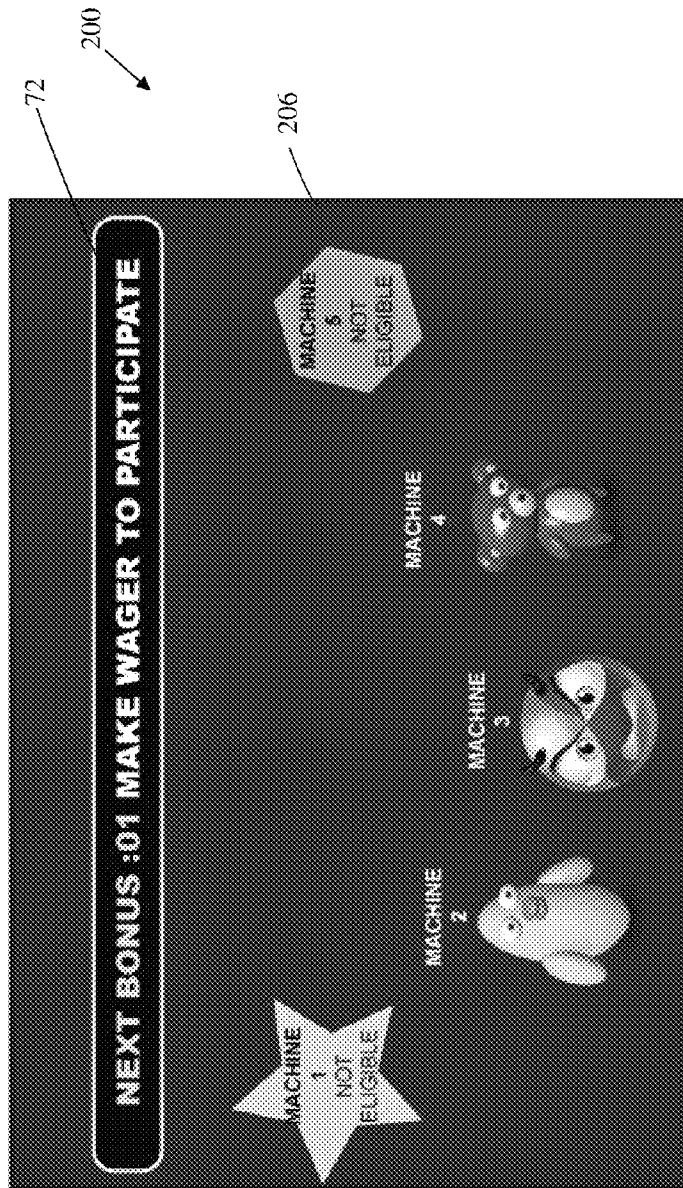 NEXT BONUS :01 MAKE WAGER TO PARTICIPATE
MACHINE
1
NOT
ELIGIBLE
MACHINE
2
MACHINE
3
MACHINE
4
MACHINE
5
NOT
ELIGIBLE
72
200
206